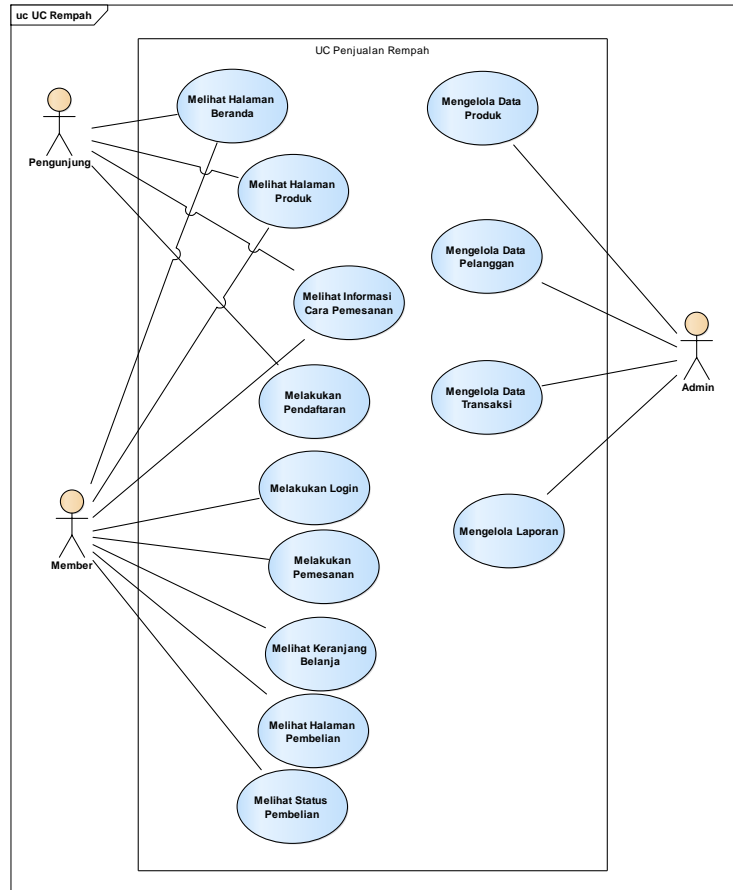 uc UC Rempah
UC Penjualan Rempah
Pengunjung
Melihat Halaman
Beranda
Melihat Halaman
Produk
Melihat Informasi
Cara Pemesanan
Melakukan
Pendaftaran
Member
Melakukan Login
Melakukan
Pemesanan
Melihat Keranjang
Belanja
Melihat Halaman
Pembelian
Melihat Status
Pembelian
Mengelola Data
Produk
Mengelola Data
Pelanggan
Mengelola Data
Transaksi
Mengelola Laporan
Admin